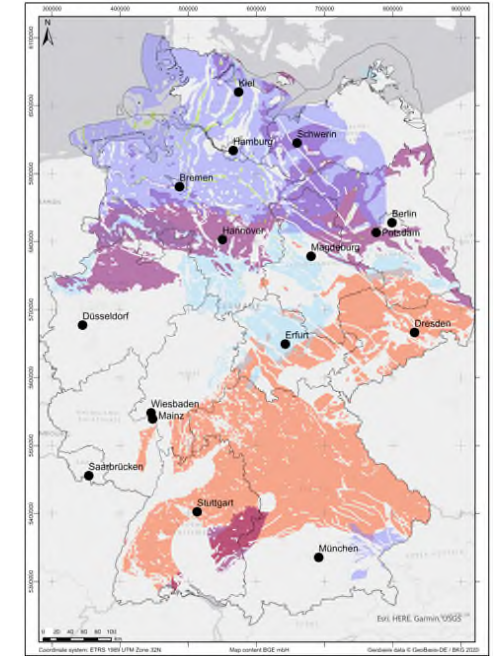 300000 400000 500000 600000 700000 800000 900000
N
Kiel
Hamburg
Schwerin
Bremen
Berlin
Potsdam
Hannover
Magdeburg
Düsseldorf
Dresden
Erfurt
Wiesbaden
Mainz
Saarbrücken
Stuttgart
München
Esri, HERE, Garmin, USGS
0 20 40 60 80 100
km
Coordinate system: ETRS 1989 UTM Zone 32N Map content BGE mbH Geobasis data © GeoBasis-DE / BKG 2020